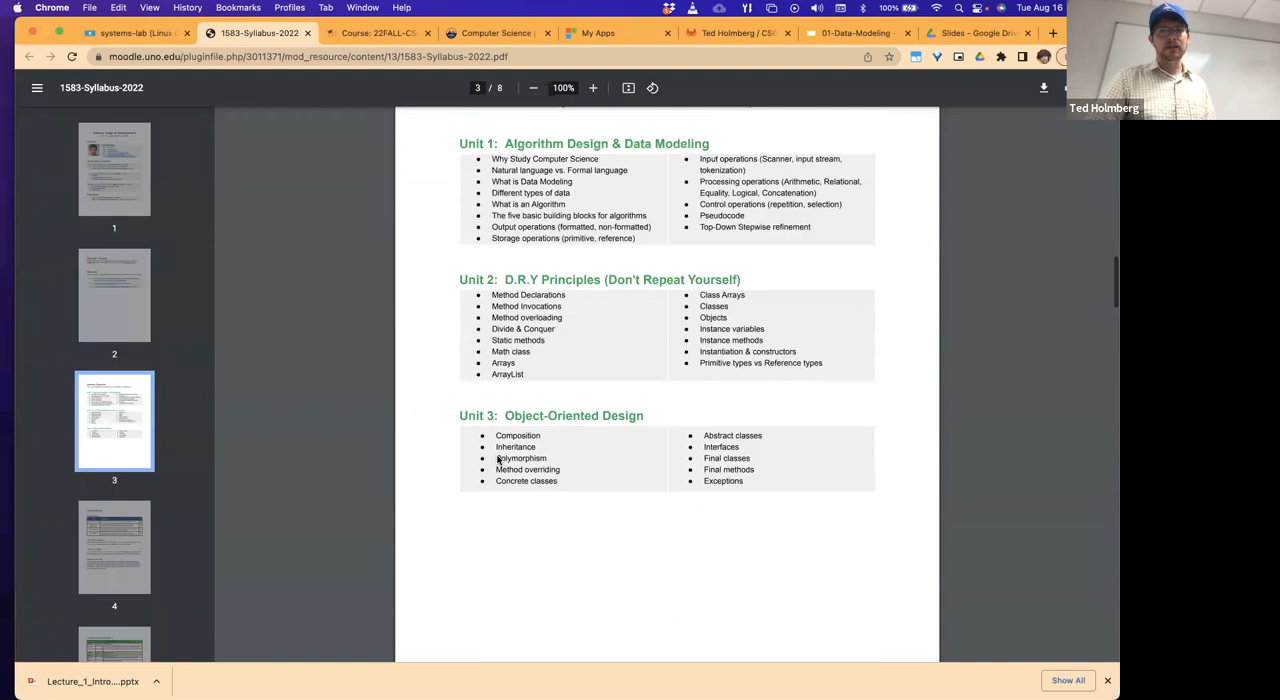 Chrome File Edit View History Bookmarks Profiles Tab Window Help 100% Tue Aug 16
systems-lab (Linux 1583-Syllabus-2022 Course: 22FALL-CS Computer Science My Apps Ted Holmberg / CS 01-Data-Modeling Slides - Google Driv
moodle.uno.edu/pluginfile.php/3011371/mod_resource/content/13/1583-Syllabus-2022.pdf
1583-Syllabus-2022 3 / 8 100%
Ted Holmberg
1
2
3
4
Unit 1: Algorithm Design & Data Modeling
Why Study Computer Science
Natural language vs. Formal language
What is Data Modeling
Different types of data
What is an Algorithm
The five basic building blocks for algorithms
Output operations (formatted, non-formatted)
Storage operations (primitive, reference)
Input operations (Scanner, input stream,
tokenization)
Processing operations (Arithmetic, Relational,
Equality, Logical, Concatenation)
Control operations (repetition, selection)
Pseudocode
Top-Down Stepwise refinement
Unit 2: D.R.Y Principles (Don't Repeat Yourself)
Method Declarations
Method Invocations
Method overloading
Divide & Conquer
Static methods
Math class
Arrays
ArrayList
Class Arrays
Classes
Objects
Instance variables
Instance methods
Instantiation & constructors
Primitive types vs Reference types
Unit 3: Object-Oriented Design
Composition
Inheritance
Polymorphism
Method overriding
Concrete classes
Abstract classes
Interfaces
Final classes
Final methods
Exceptions
Lecture_1_Intro....pptx
Show All